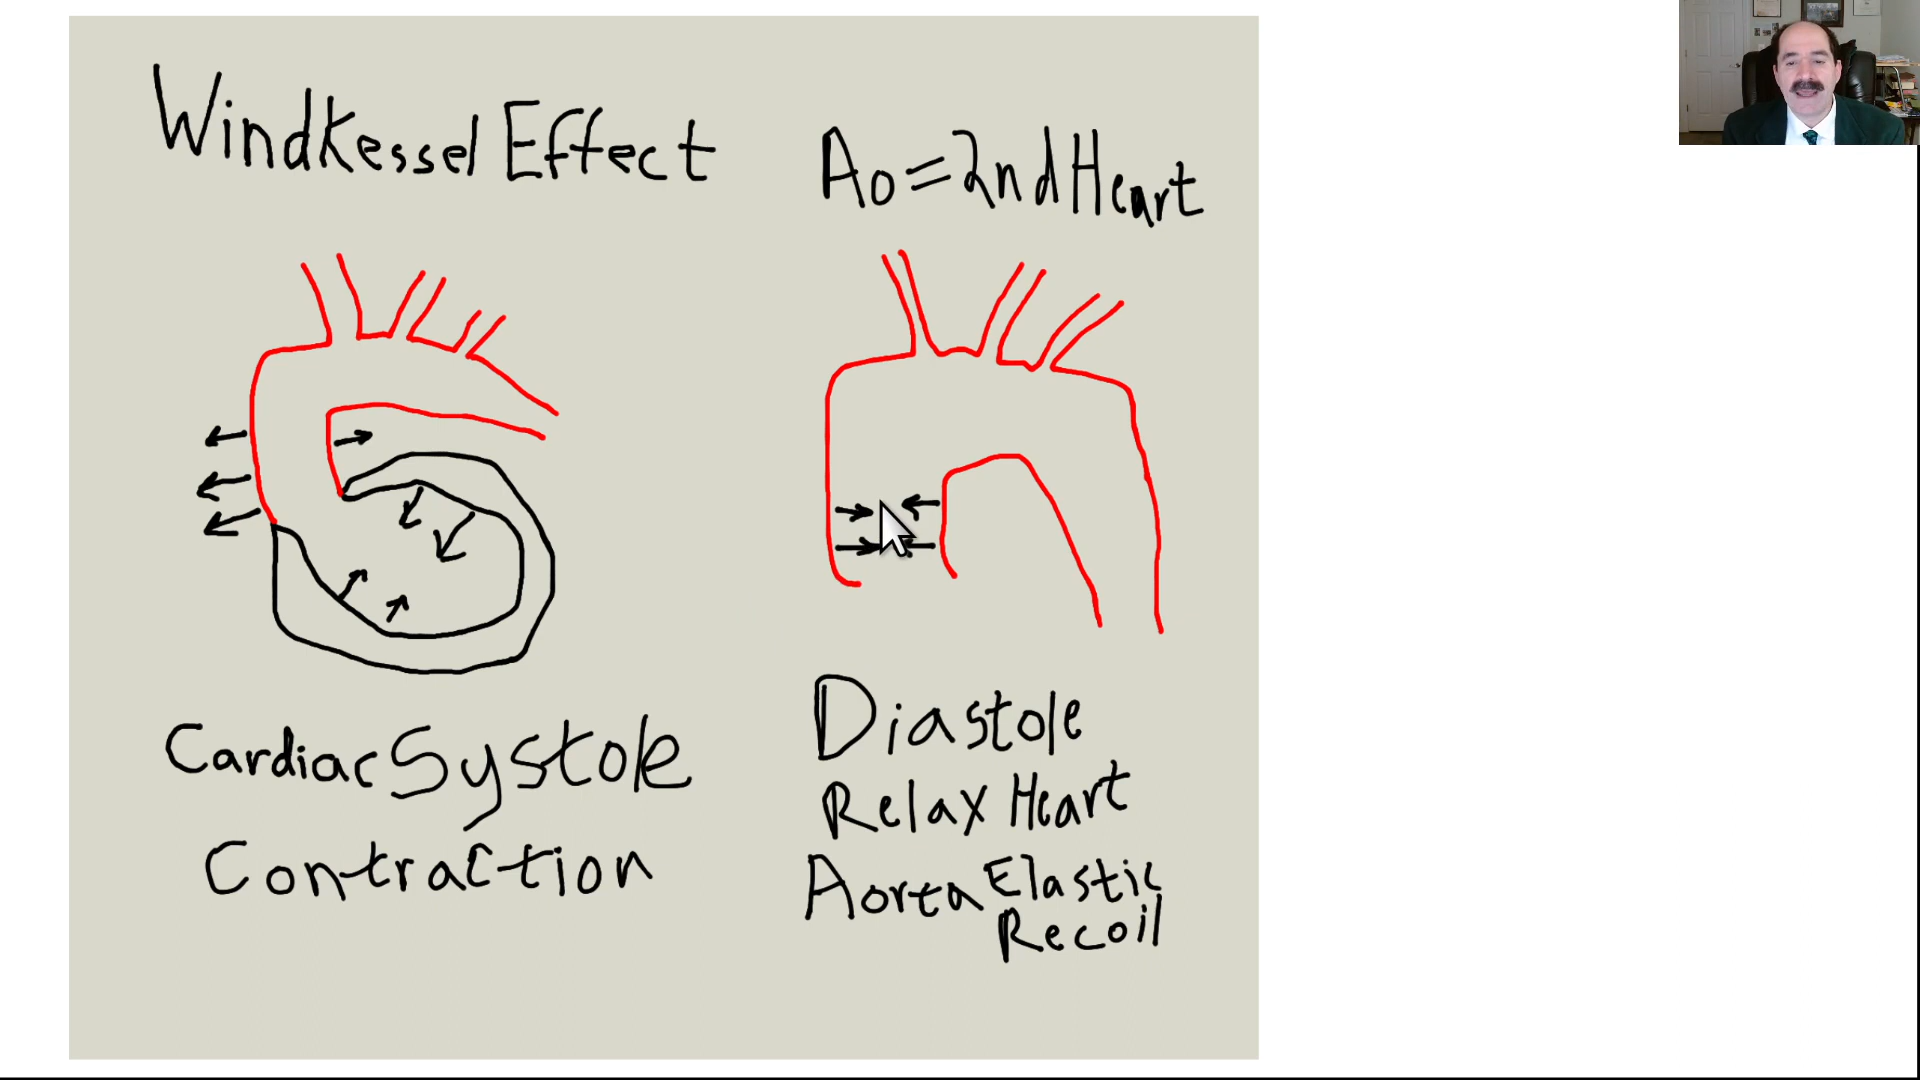 Windkessel Effect
Ao=2nd Heart
Cardiac Systole
Contraction
Diastole
Relax Heart
Aorta Elastic
Recoil